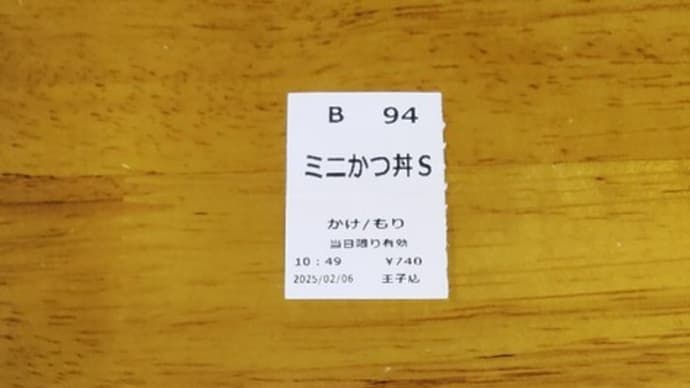 B 94
ミニかつ丼S
かけ/もり
当日限り有効
10:49 ¥740
2025/02/06 王子店